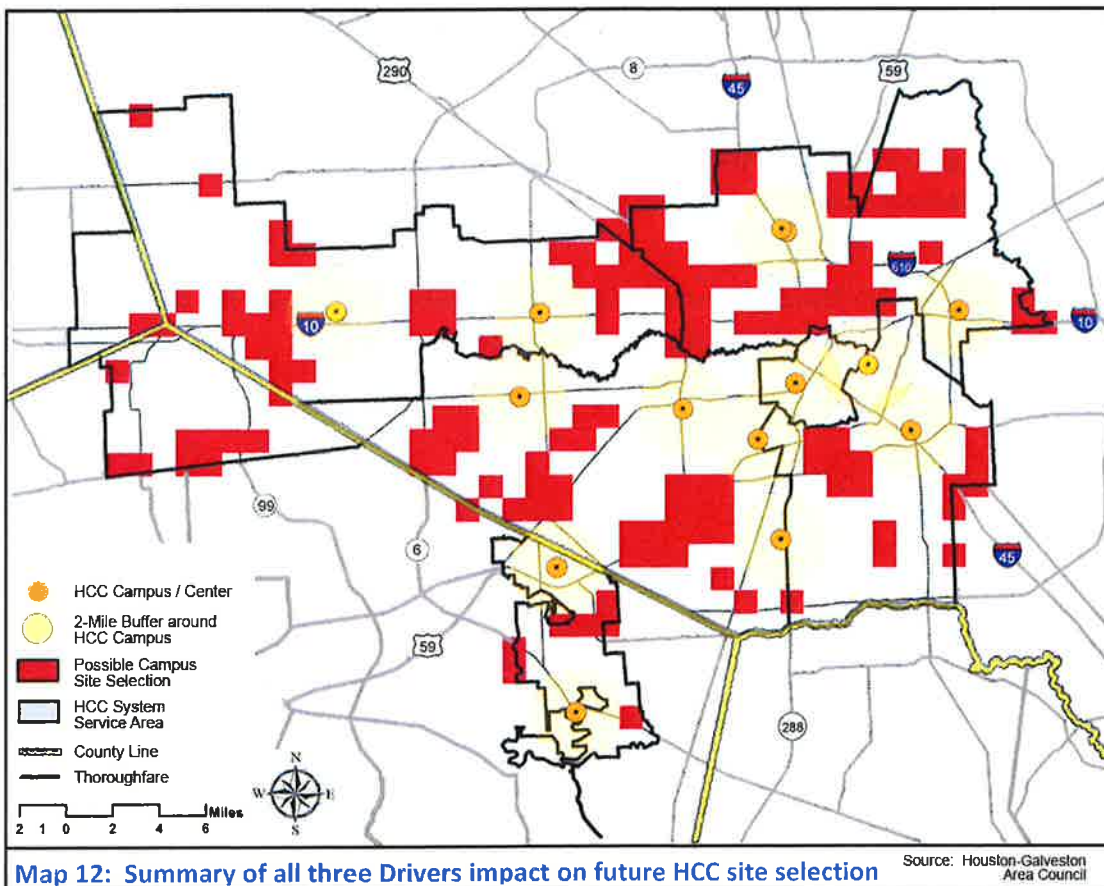 290
8
45
59
610
10
10
99
6
45
59
288
HCC Campus / Center
2-Mile Buffer around
HCC Campus
Possible Campus
Site Selection
HCC System
Service Area
County Line
Thoroughfare
N
W E
S
Miles
2 1 0 2 4 6
Map 12: Summary of all three Drivers impact on future HCC site selection
Source: Houston-Galveston
Area Council